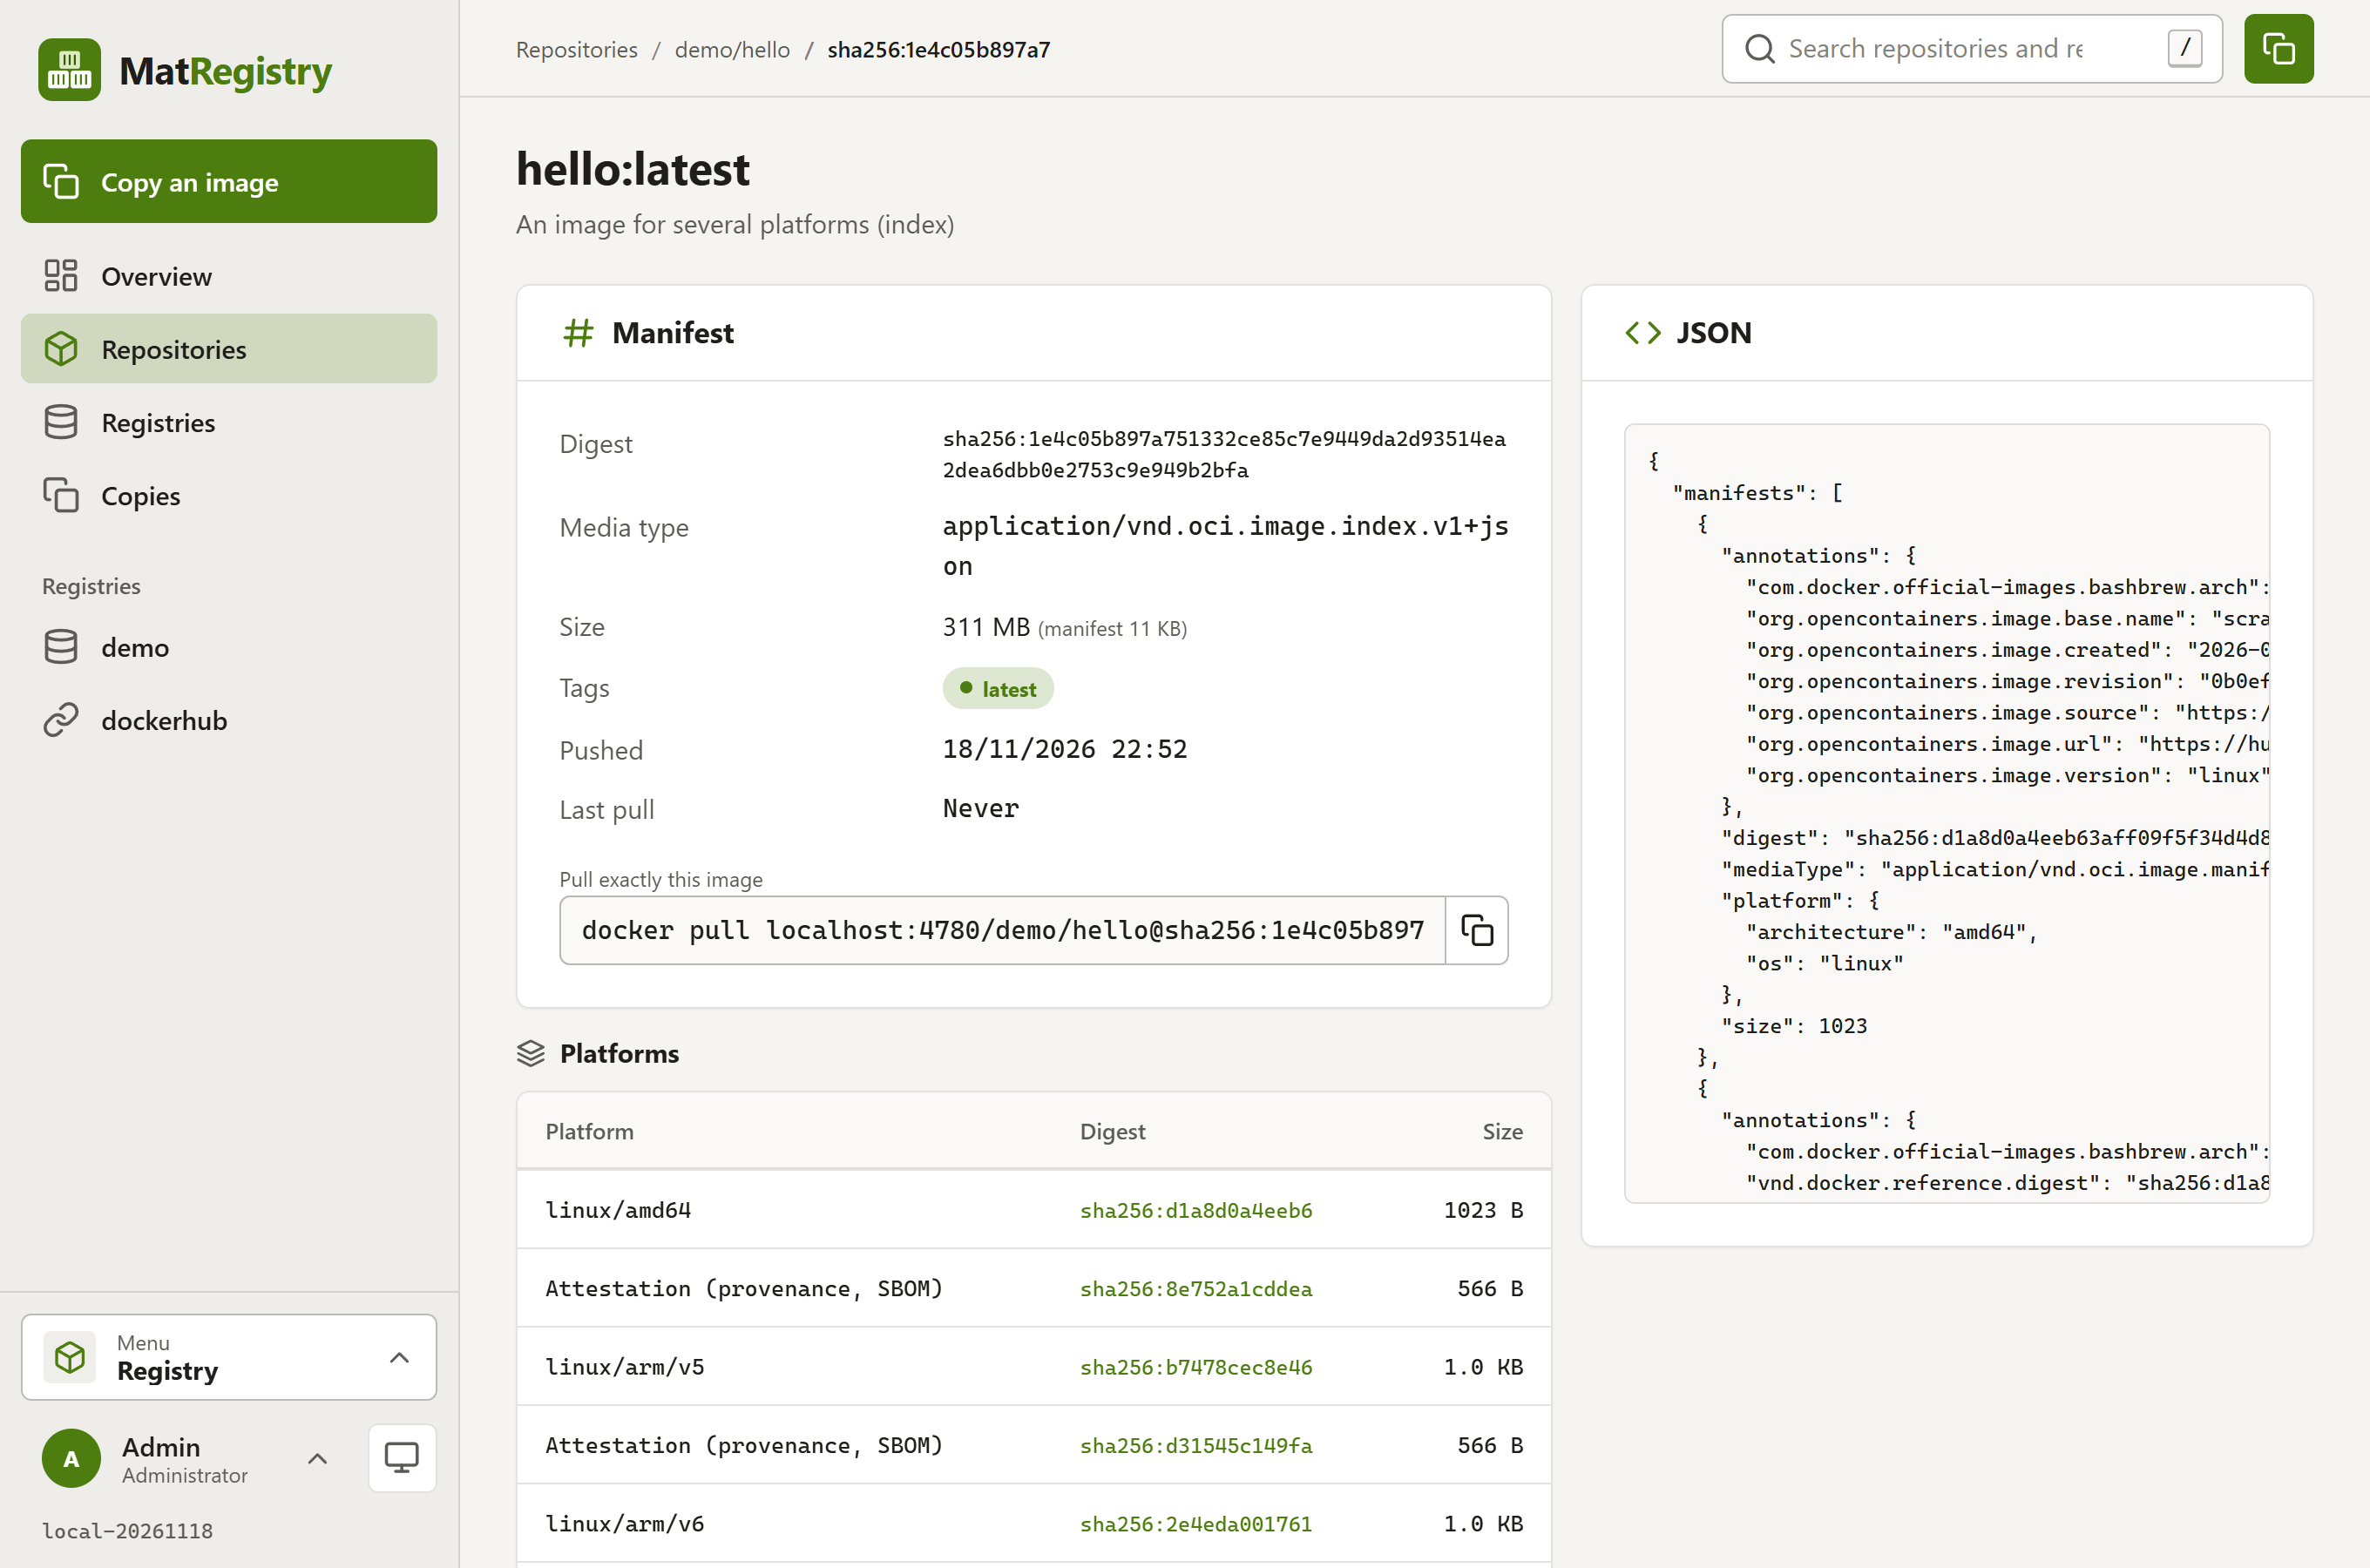 MatRegistry
Copy an image
Overview
Repositories
Registries
Copies
Registries
demo
dockerhub
Menu
Registry
A
Admin
Administrator
local-20261118
Repositories / demo/hello / sha256:1e4c05b897a7
Search repositories and re
/
hello:latest
An image for several platforms (index)
Manifest
Digest
sha256:1e4c05b897a751332ce85c7e9449da2d93514ea
2dea6dbb0e2753c9e949b2bfa
Media type
application/vnd.oci.image.index.v1+js
on
Size
311 MB (manifest 11 KB)
Tags
latest
Pushed
18/11/2026 22:52
Last pull
Never
Pull exactly this image
docker pull localhost:4780/demo/hello@sha256:1e4c05b897
Platforms
Platform Digest Size
linux/amd64 sha256:d1a8d0a4eeb6 1023 B
Attestation (provenance, SBOM) sha256:8e752a1cddea 566 B
linux/arm/v5 sha256:b7478cec8e46 1.0 KB
Attestation (provenance, SBOM) sha256:d31545c149fa 566 B
linux/arm/v6 sha256:2e4eda001761 1.0 KB
JSON
{
"manifests": [
{
"annotations": {
"com.docker.official-images.bashbrew.arch":
"org.opencontainers.image.base.name": "scra
"org.opencontainers.image.created": "2026-0
"org.opencontainers.image.revision": "0b0ef
"org.opencontainers.image.source": "https:/
"org.opencontainers.image.url": "https://hu
"org.opencontainers.image.version": "linux"
},
"digest": "sha256:d1a8d0a4eeb63aff09f5f34d4d8
"mediaType": "application/vnd.oci.image.manif
"platform": {
"architecture": "amd64",
"os": "linux"
},
"size": 1023
},
{
"annotations": {
"com.docker.official-images.bashbrew.arch":
"vnd.docker.reference.digest": "sha256:d1a8